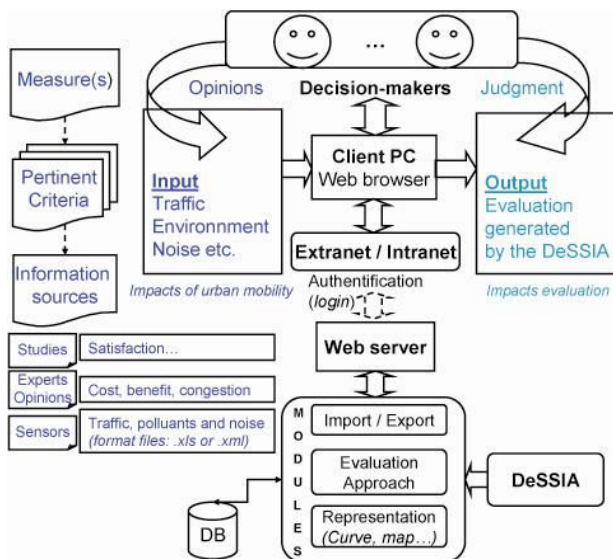 ...
Measure(s)
Opinions
Decision-makers
Judgment
Pertinent
Criteria
Information
sources
Input
Traffic
Environnment
Noise etc.
Impacts of urban mobility
Client PC
Web browser
Extranet / Intranet
Authentification
(login)
Output
Evaluation
generated
by the DeSSIA
Impacts evaluation
Studies
Satisfaction…
Experts
Opinions
Cost, benefit, congestion
Sensors
Traffic, polluants and noise
(format files: .xls or .xml)
Web server
MODULES
Import / Export
Evaluation
Approach
Representation
(Curve, map…)
DeSSIA
DB